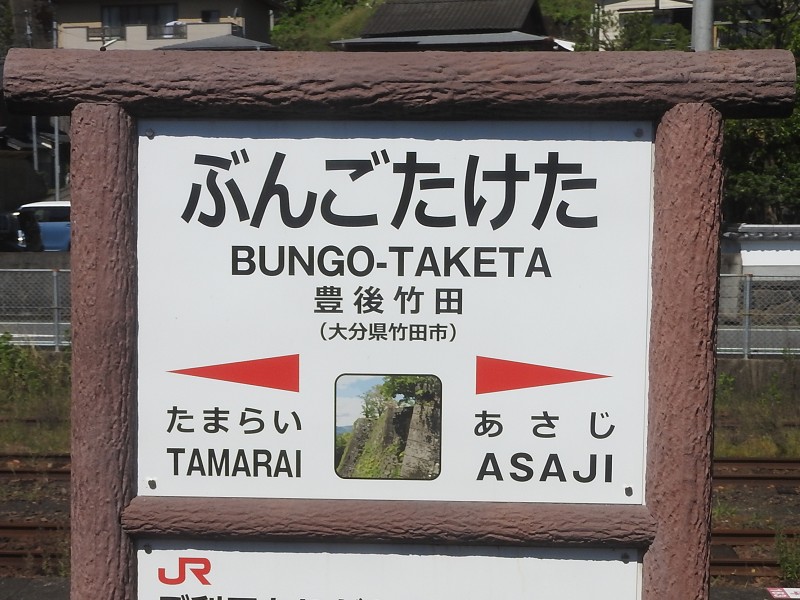 ぶんごたけた
BUNGO-TAKETA
豊後竹田
(大分県竹田市)
たまらい
TAMARAI
あさじ
ASAJI
JR